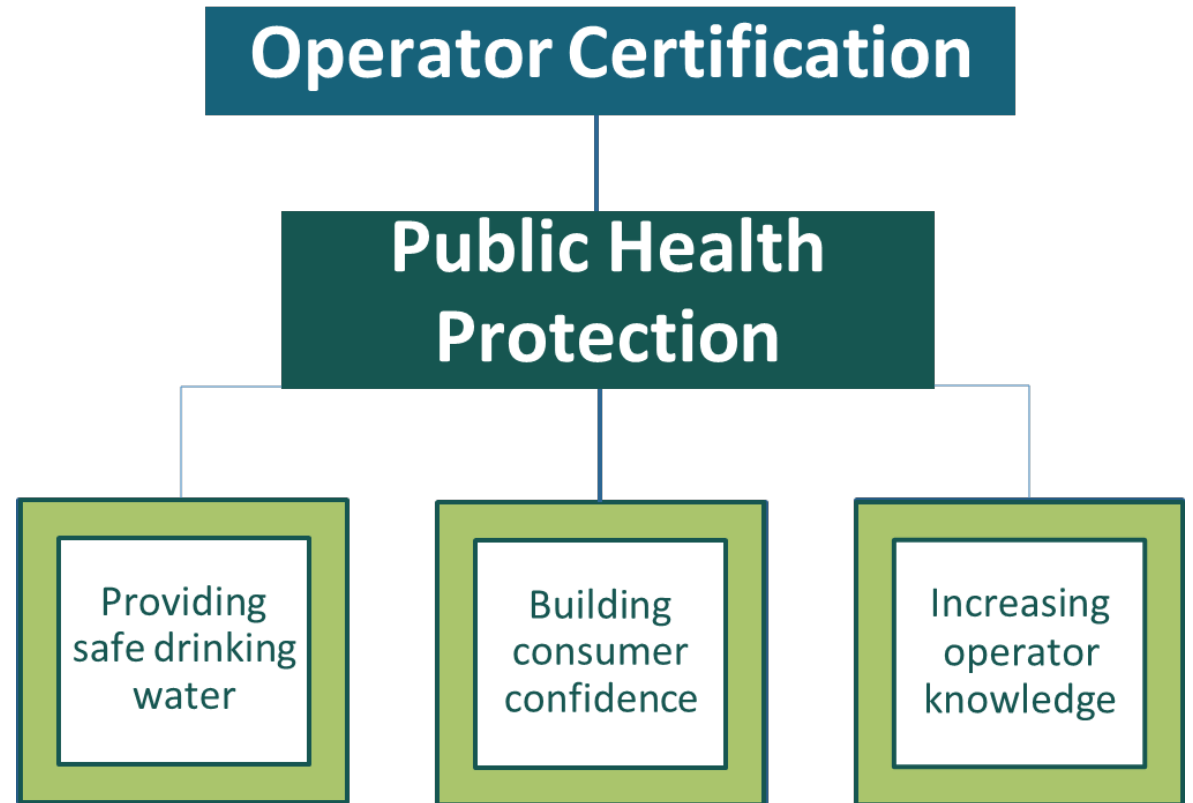 Operator Certification
Public Health
Protection
Providing
safe drinking
water
Building
consumer
confidence
Increasing
operator
knowledge